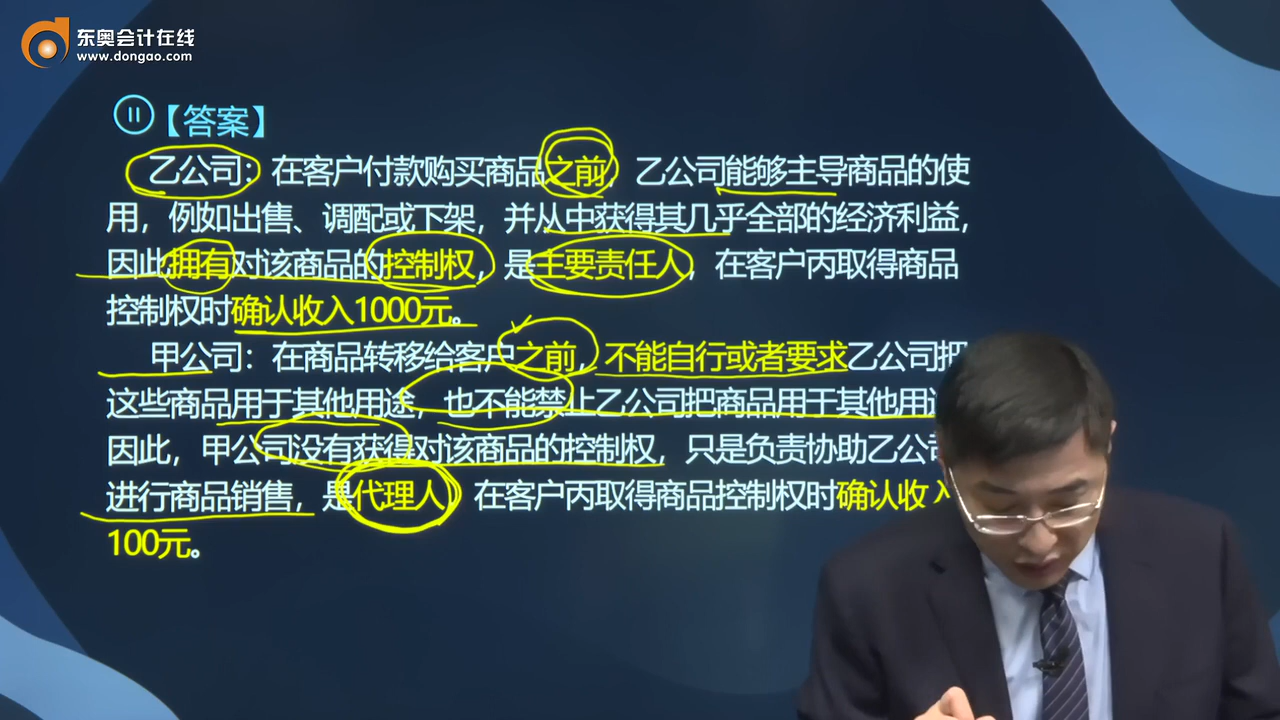 东奥会计在线
www.dongao.com
【答案】
乙公司：在客户付款购买商品之前，乙公司能够主导商品的使
用，例如出售、调配或下架，并从中获得其几乎全部的经济利益，
因此拥有对该商品的控制权，是主要责任人，在客户丙取得商品
控制权时确认收入1000元。
甲公司：在商品转移给客户之前，不能自行或者要求乙公司把
这些商品用于其他用途，也不能禁止乙公司把商品用于其他用
因此，甲公司没有获得对该商品的控制权，只是负责协助乙公司
进行商品销售，是代理人，在客户丙取得商品控制权时确认收入
100元。